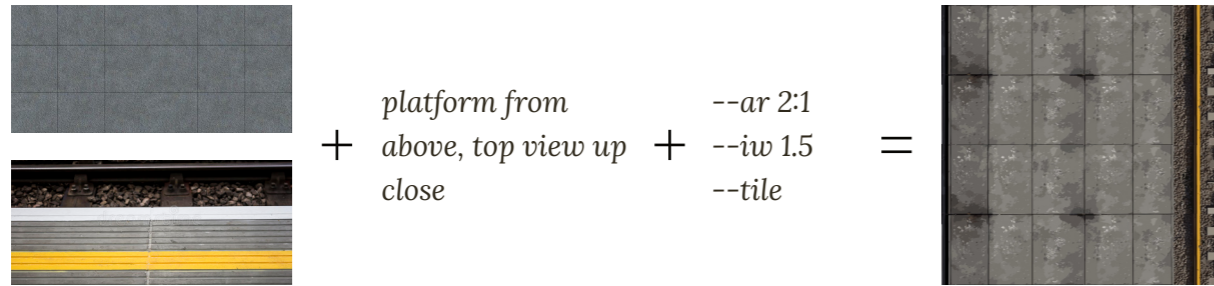 +
platform from
above, top view up
close
+
--ar 2:1
--iw 1.5
--tile
=